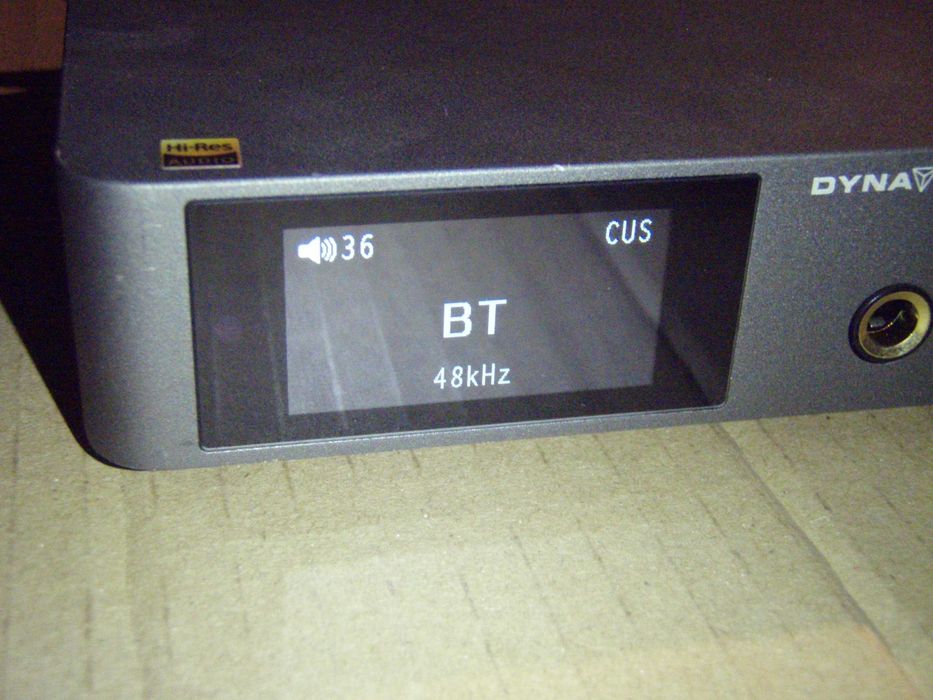 Hi-Res
AUDIO
DYNA
36
CUS
BT
48kHz